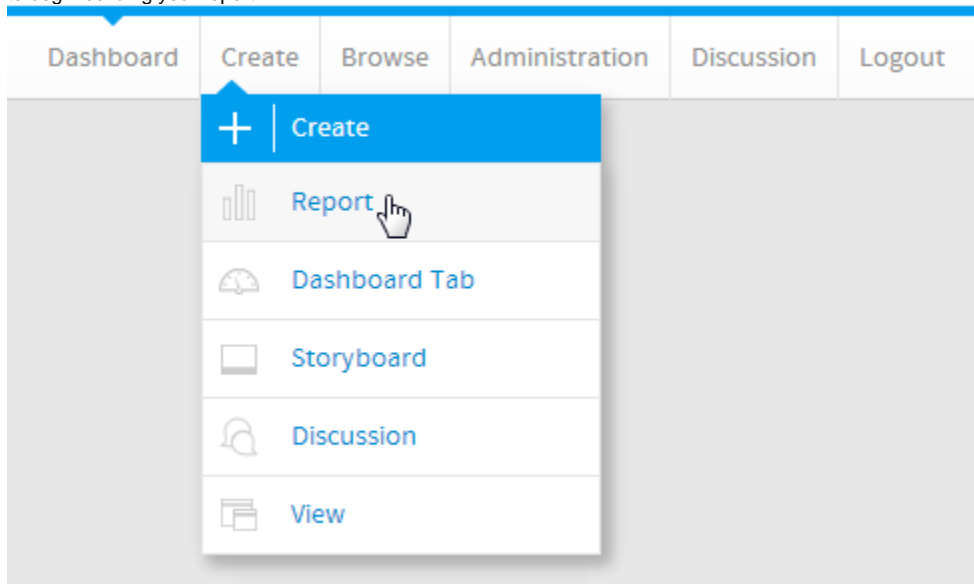 Dashboard Create Browse Administration Discussion Logout
Create
Report
Dashboard Tab
Storyboard
Discussion
View